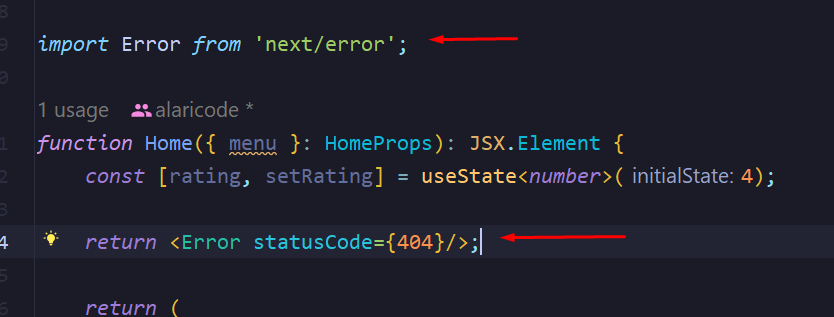 8
9 import Error from 'next/error';
0
1 usage alaricode *
1 function Home({ menu }: HomeProps): JSX.Element {
2 const [rating, setRating] = useState<number>( initialState: 4);
3
4 return <Error statusCode={404}/>;
5
6 return (